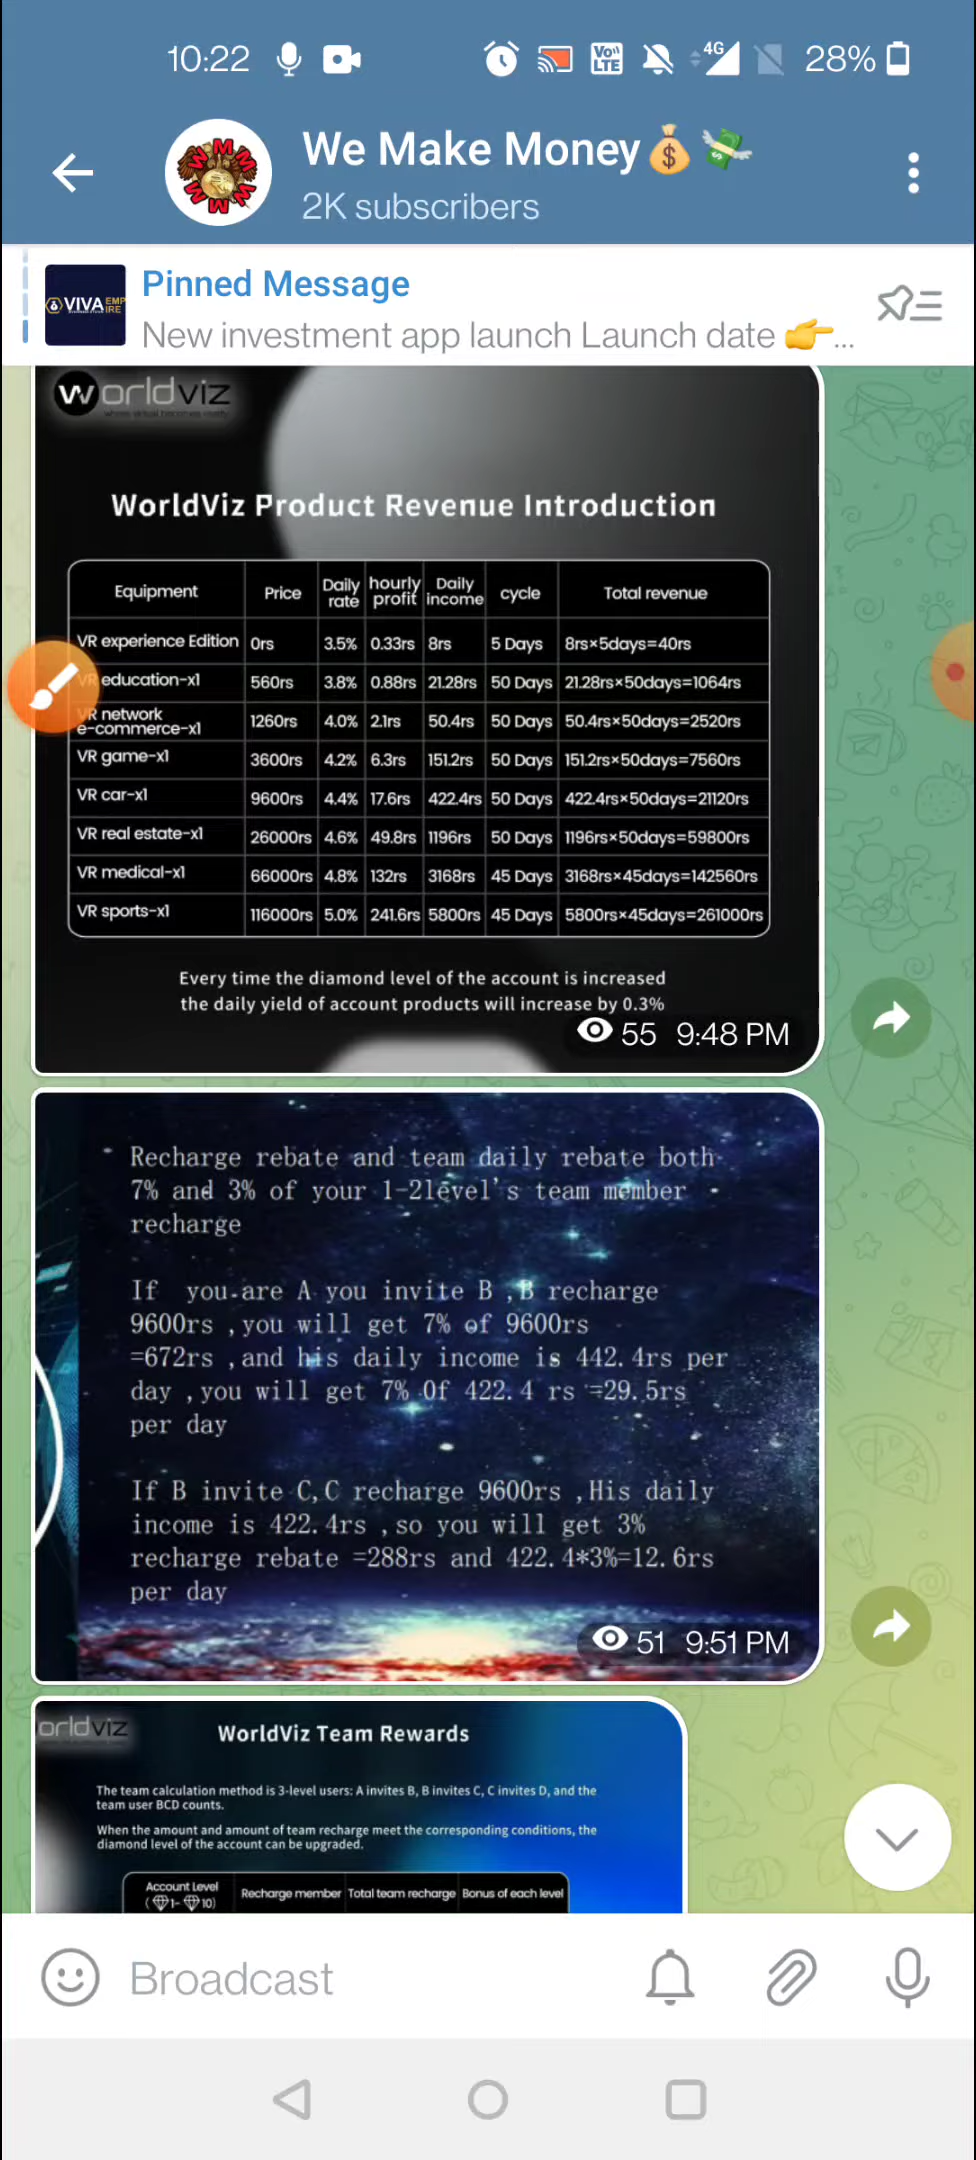 10:22
Vo))
LTE
4G
28%
We Make Money💰💸
2K subscribers
VIVA EMP
IRE
Pinned Message
New investment app launch Launch date 👉...
worldviz
WorldViz Product Revenue Introduction
Equipment Price Daily rate hourly profit Daily income cycle Total revenue
VR experience Edition 0rs 3.5% 0.33rs 8rs 5 Days 8rs×5days=40rs
education-x1 560rs 3.8% 0.88rs 21.28rs 50 Days 21.28rs×50days=1064rs
VR network e-commerce-x1 1260rs 4.0% 2.1rs 50.4rs 50 Days 50.4rs×50days=2520rs
VR game-x1 3600rs 4.2% 6.3rs 151.2rs 50 Days 151.2rs×50days=7560rs
VR car-x1 9600rs 4.4% 17.6rs 422.4rs 50 Days 422.4rs×50days=21120rs
VR real estate-x1 26000rs 4.6% 49.8rs 1196rs 50 Days 1196rs×50days=59800rs
VR medical-x1 66000rs 4.8% 132rs 3168rs 45 Days 3168rs×45days=142560rs
VR sports-x1 116000rs 5.0% 241.6rs 5800rs 45 Days 5800rs×45days=261000rs
Every time the diamond level of the account is increased
the daily yield of account products will increase by 0.3%
55 9:48 PM
Recharge rebate and team daily rebate both
7% and 3% of your 1-2level's team member
recharge
If you are A you invite B ,B recharge
9600rs ,you will get 7% of 9600rs
=672rs ,and his daily income is 442.4rs per
day ,you will get 7% Of 422.4 rs =29.5rs
per day
If B invite C,C recharge 9600rs ,His daily
income is 422.4rs ,so you will get 3%
recharge rebate =288rs and 422.4*3%=12.6rs
per day
51 9:51 PM
orldviz
WorldViz Team Rewards
The team calculation method is 3-level users: A invites B, B invites C, C invites D, and the
team user BCD counts.
When the amount and amount of team recharge meet the corresponding conditions, the
diamond level of the account can be upgraded.
Account Level (💎1-💎10) Recharge member Total team recharge Bonus of each level
Broadcast